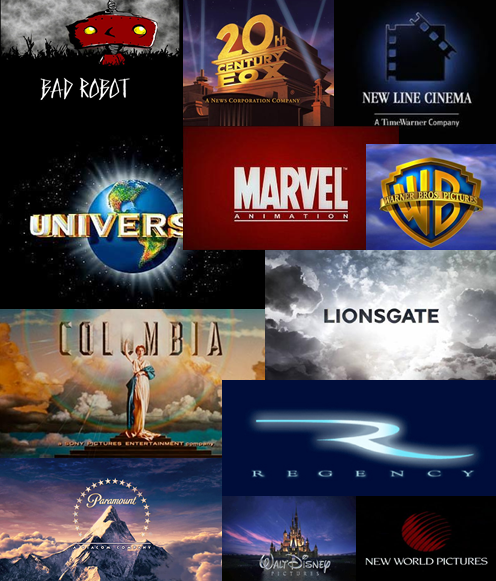 BAD ROBOT
20th
CENTURY
FOX
A NEWS CORPORATION COMPANY
NEW LINE CINEMA
A TimeWarner Company
UNIVERS
MARVEL
ANIMATION
WB
WARNER BROS PICTURES
LIONSGATE
COLUMBIA
a SONY PICTURES ENTERTAINMENT company
R
REGENCY
Paramount
A VIACOM COMPANY
WALT DISNEY
PICTURES
NEW WORLD PICTURES